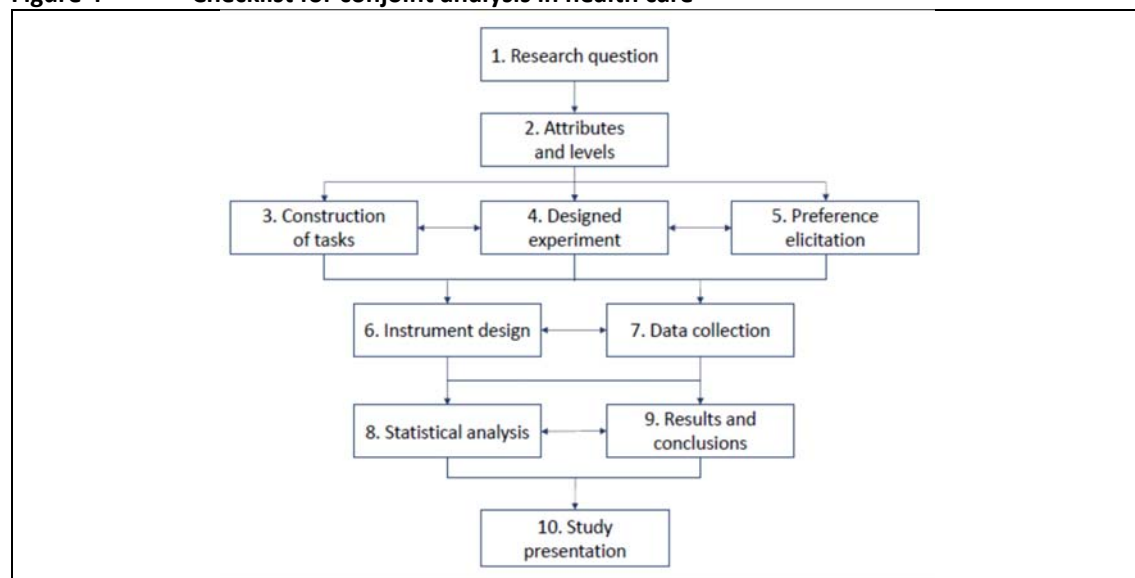 Figure 4 Checklist for conjoint analysis in health care
1. Research question
2. Attributes
and levels
3. Construction
of tasks
4. Designed
experiment
5. Preference
elicitation
6. Instrument design
7. Data collection
8. Statistical analysis
9. Results and
conclusions
10. Study
presentation